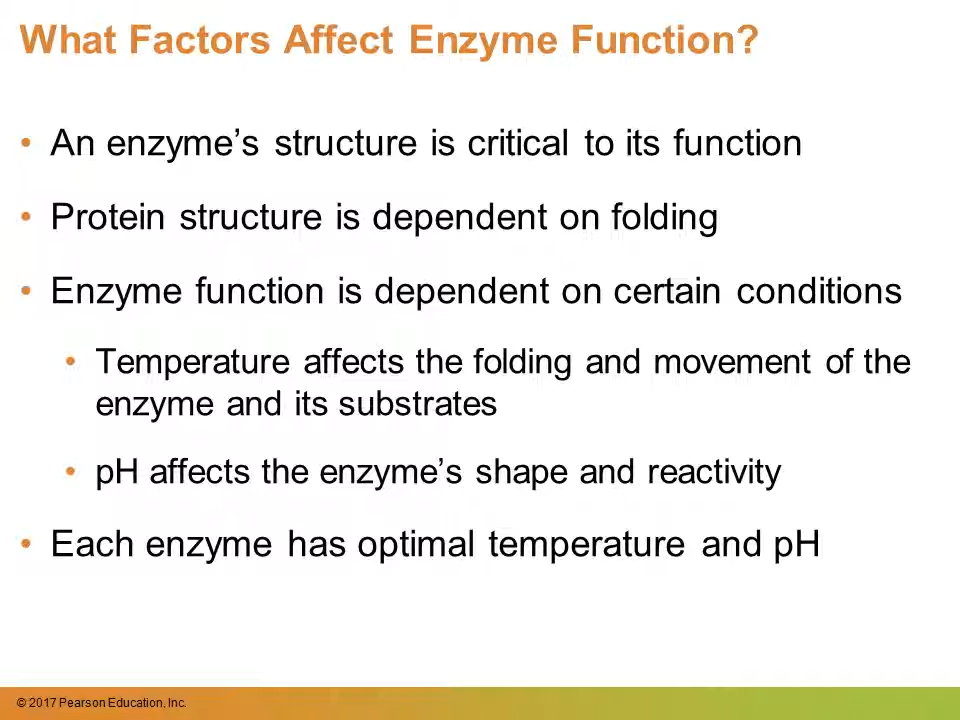 What Factors Affect Enzyme Function?
• An enzyme’s structure is critical to its function
• Protein structure is dependent on folding
• Enzyme function is dependent on certain conditions
• Temperature affects the folding and movement of the
enzyme and its substrates
• pH affects the enzyme’s shape and reactivity
• Each enzyme has optimal temperature and pH
© 2017 Pearson Education, Inc.